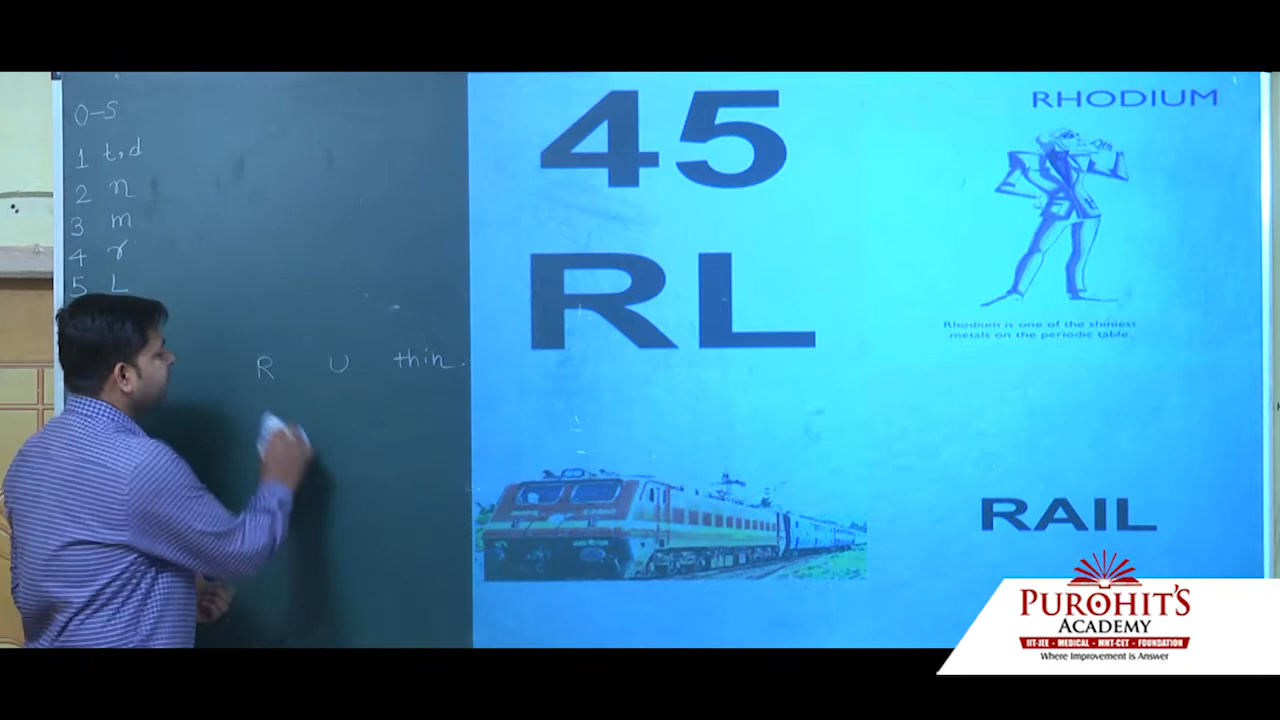 0-S
1 t,d
2 n
3 m
4 r
5 L
R U thin.
45
RL
RHODIUM
Rhodium is one of the shiniest
metals on the periodic table.
RAIL
PUROHIT'S
ACADEMY
IIT-JEE - MEDICAL - MHT-CET - FOUNDATION
Where Improvement is Answer